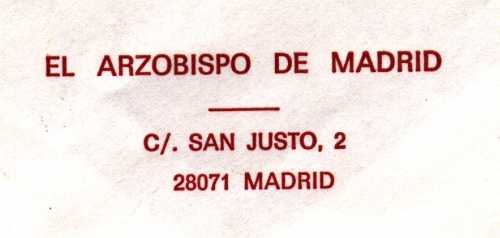 EL ARZOBISPO DE MADRID
C/. SAN JUSTO, 2
28071 MADRID